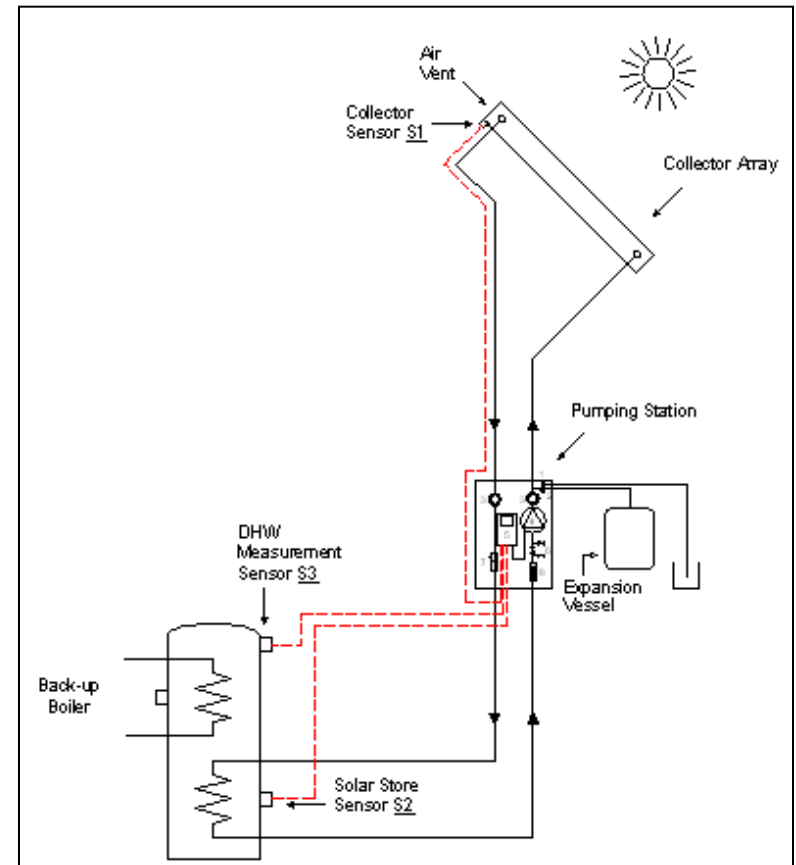 Air
Vent
Collector
Sensor S1
Collector Array
Pumping Station
DHW
Measurement
Sensor S3
Expansion
Vessel
Back-up
Boiler
Solar Store
Sensor S2